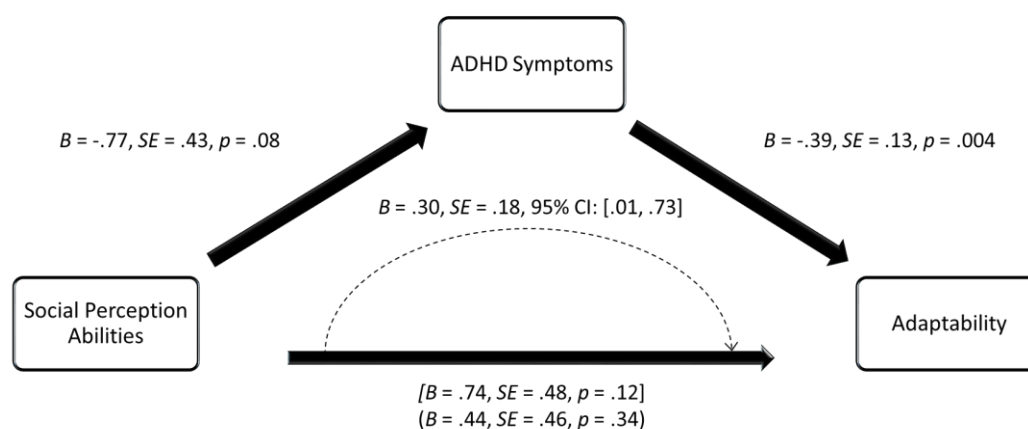 ADHD Symptoms
B = -.77, SE = .43, p = .08
B = -.39, SE = .13, p = .004
B = .30, SE = .18, 95% CI: [.01, .73]
Social Perception
Abilities
Adaptability
[B = .74, SE = .48, p = .12]
(B = .44, SE = .46, p = .34)